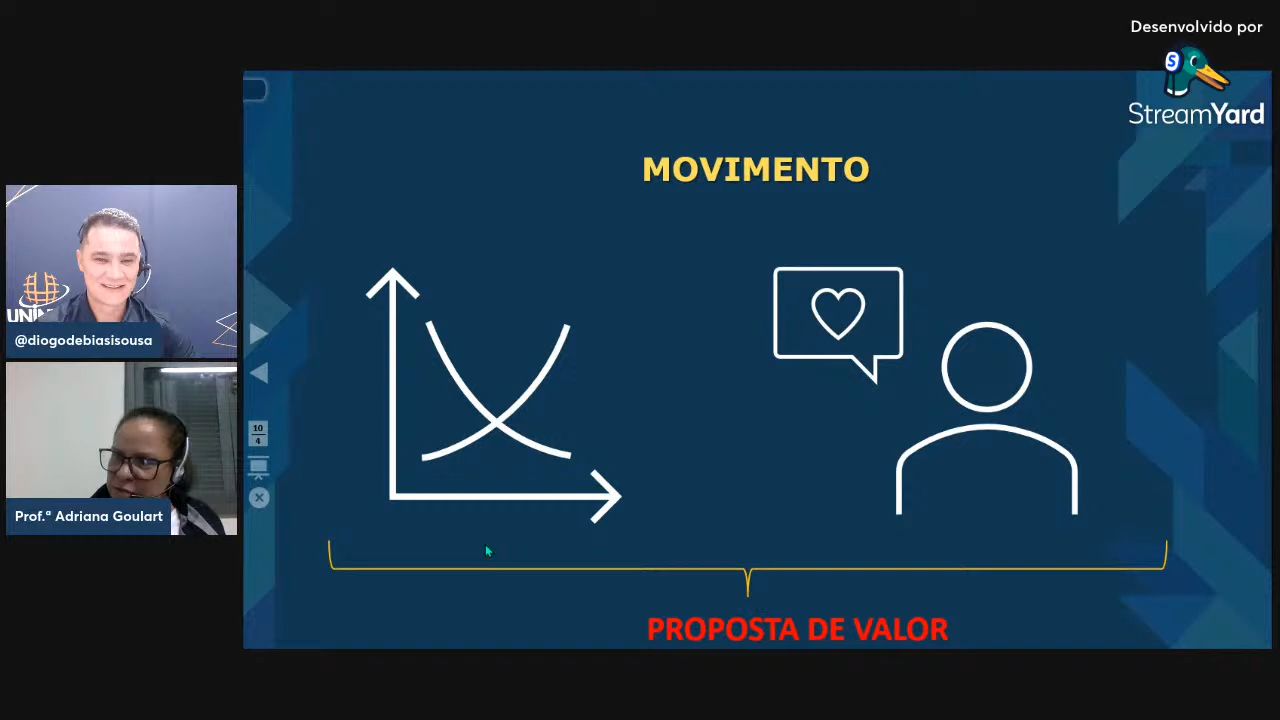 Desenvolvido por
StreamYard
MOVIMENTO
@diogodebiasisousa
Prof.ª Adriana Goulart
10
4
PROPOSTA DE VALOR